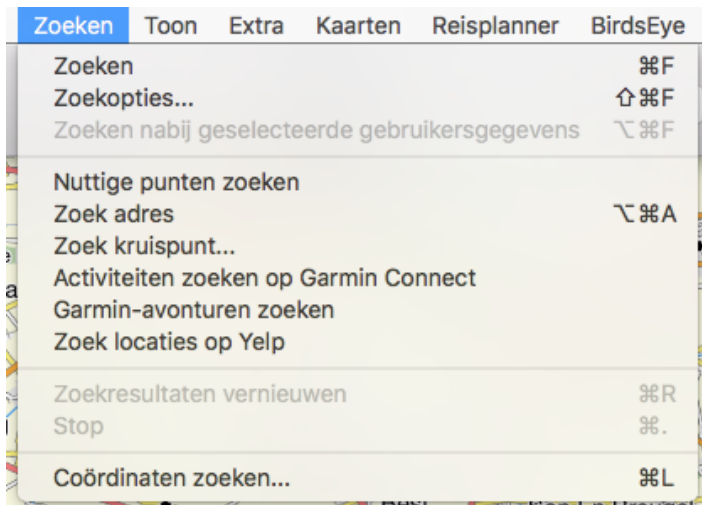 Zoeken Toon Extra Kaarten Reisplanner BirdsEye
Zoeken ⌘F
Zoekopties... ⇧⌘F
Zoeken nabij geselecteerde gebruikersgegevens ⌥⌘F
Nuttige punten zoeken
Zoek adres ⌥⌘A
Zoek kruispunt...
Activiteiten zoeken op Garmin Connect
Garmin-avonturen zoeken
Zoek locaties op Yelp
Zoekresultaten vernieuwen ⌘R
Stop ⌘.
Coördinaten zoeken... ⌘L